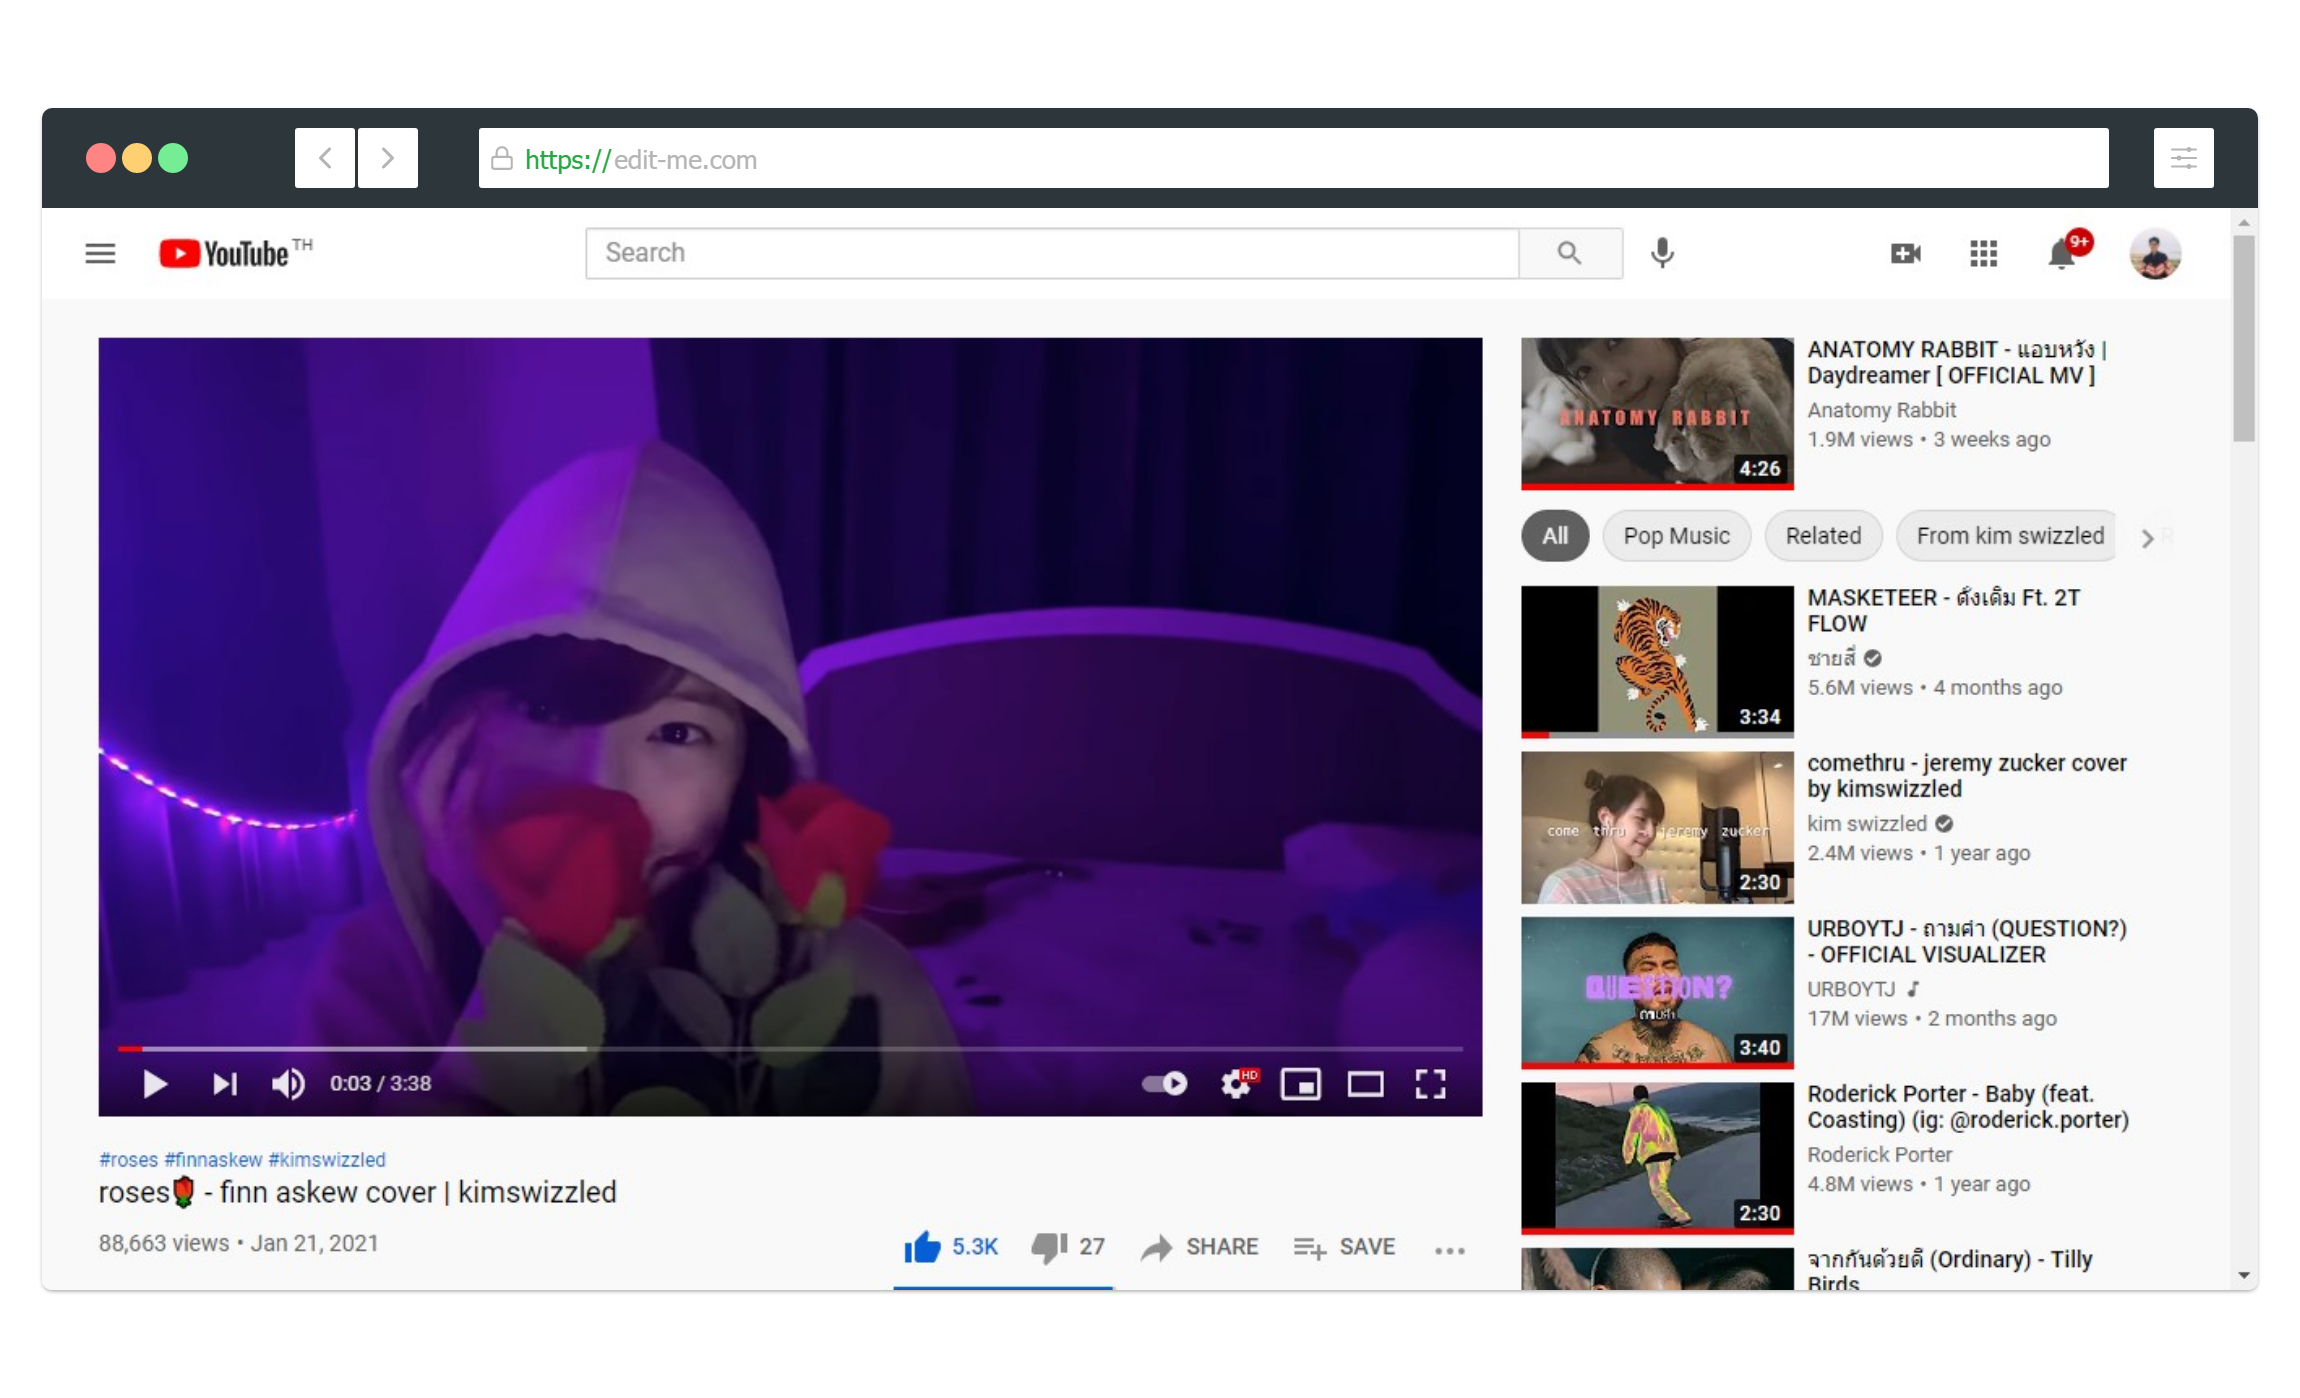 https://edit-me.com
YouTube TH
Search
9+
ANATOMY RABBIT
4:26
ANATOMY RABBIT - แอบหวัง |
Daydreamer [ OFFICIAL MV ]
Anatomy Rabbit
1.9M views • 3 weeks ago
All
Pop Music
Related
From kim swizzled
R
3:34
MASKETEER - ดั้งเดิม Ft. 2T
FLOW
ชายสี่
5.6M views • 4 months ago
come thru jeremy zucker
2:30
comethru - jeremy zucker cover
by kimswizzled
kim swizzled
2.4M views • 1 year ago
QUESTION?
ถามคำ
3:40
URBOYTJ - ถามคำ (QUESTION?)
- OFFICIAL VISUALIZER
URBOYTJ
17M views • 2 months ago
2:30
Roderick Porter - Baby (feat.
Coasting) (ig: @roderick.porter)
Roderick Porter
4.8M views • 1 year ago
จากกันด้วยดี (Ordinary) - Tilly
Birds
0:03 / 3:38
HD
#roses #finnaskew #kimswizzled
roses🌹 - finn askew cover | kimswizzled
88,663 views • Jan 21, 2021
5.3K
27
SHARE
SAVE